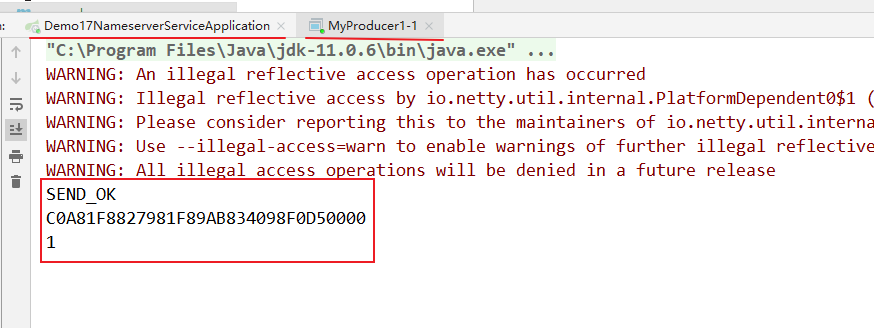 n:
Demo17NameserverServiceApplication
MyProducer1-1
"C:\Program Files\Java\jdk-11.0.6\bin\java.exe" ...
WARNING: An illegal reflective access operation has occurred
WARNING: Illegal reflective access by io.netty.util.internal.PlatformDependent0$1 (
WARNING: Please consider reporting this to the maintainers of io.netty.util.interna
WARNING: Use --illegal-access=warn to enable warnings of further illegal reflective
WARNING: All illegal access operations will be denied in a future release
SEND_OK
C0A81F8827981F89AB834098F0D50000
1